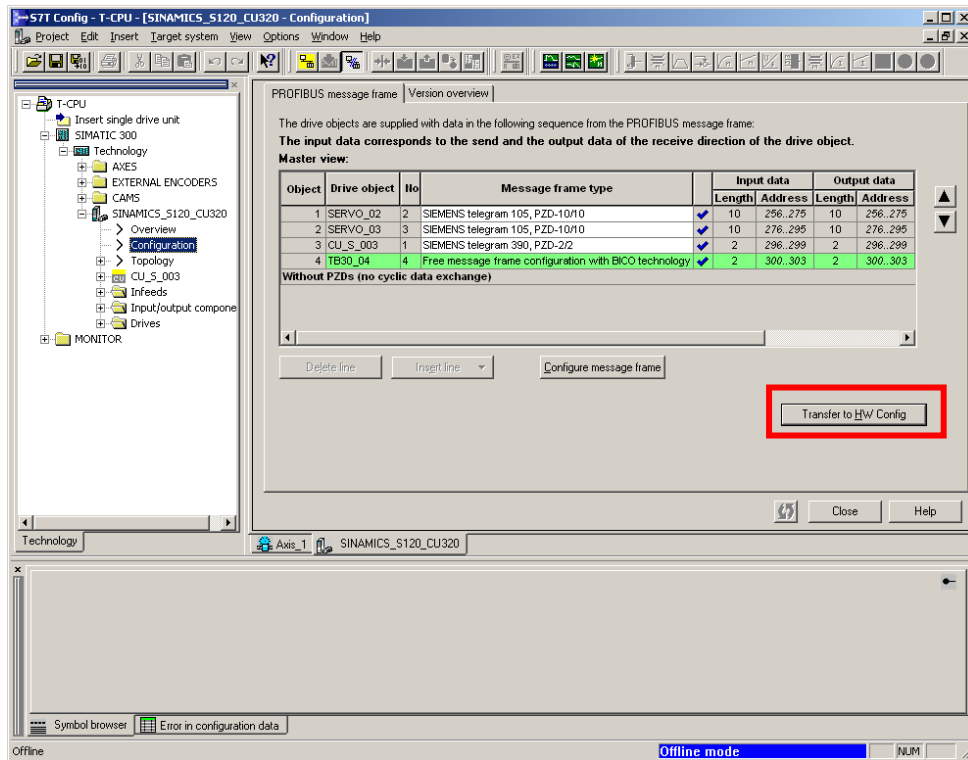 S7T Config - T-CPU - [SINAMICS_S120_CU320 - Configuration]
Project Edit Insert Target system View Options Window Help
PROFIBUS message frame Version overview
The drive objects are supplied with data in the following sequence from the PROFIBUS message frame:
The input data corresponds to the send and the output data of the receive direction of the drive object.
Master view:
Object Drive object No Message frame type Input data Output data
Length Address Length Address
1 SERVO_02 2 SIEMENS telegram 105, PZD-10/10 10 256..275 10 256..275
2 SERVO_03 3 SIEMENS telegram 105, PZD-10/10 10 276..295 10 276..295
3 CU_S_003 1 SIEMENS telegram 390, PZD-2/2 2 296..299 2 296..299
4 TB30_04 4 Free message frame configuration with BICO technology 2 300..303 2 300..303
Without PZDs (no cyclic data exchange)
Delete line Insert line Configure message frame
Transfer to HW Config
Close Help
T-CPU
Insert single drive unit
SIMATIC 300
Technology
AXES
EXTERNAL ENCODERS
CAMS
SINAMICS_S120_CU320
Overview
Configuration
Topology
CU_S_003
Infeeds
Input/output compone
Drives
MONITOR
Technology
Axis_1 SINAMICS_S120_CU320
Symbol browser Error in configuration data
Offline Offline mode NUM